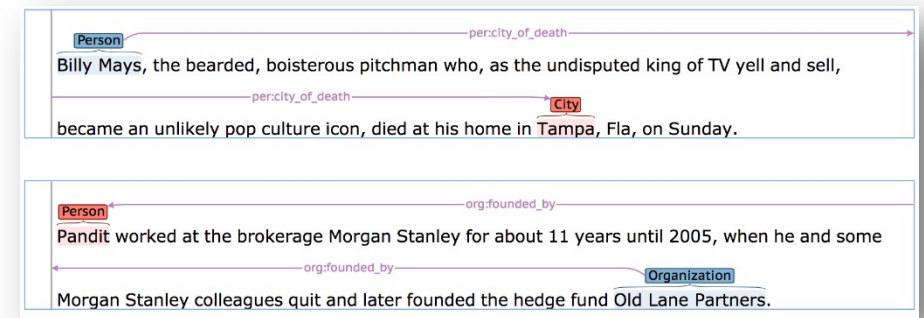 Person per:city_of_death
Billy Mays, the bearded, boisterous pitchman who, as the undisputed king of TV yell and sell,
per:city_of_death City
became an unlikely pop culture icon, died at his home in Tampa, Fla, on Sunday.
Person org:founded_by
Pandit worked at the brokerage Morgan Stanley for about 11 years until 2005, when he and some
org:founded_by Organization
Morgan Stanley colleagues quit and later founded the hedge fund Old Lane Partners.